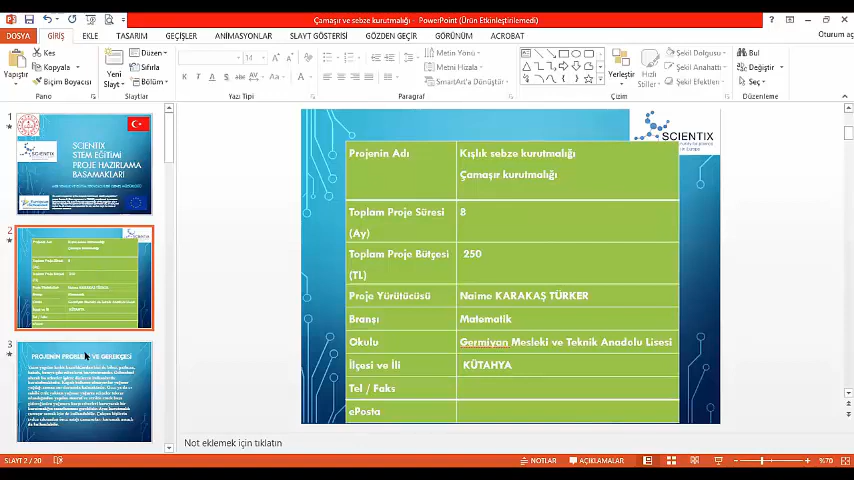 Çamaşır ve sebze kurutmalığı - PowerPoint (Ürün Etkinleştirilemedi)
DOSYA GİRİŞ EKLE TASARIM GEÇİŞLER ANİMASYONLAR SLAYT GÖSTERİSİ GÖZDEN GEÇİR GÖRÜNÜM ACROBAT Oturum aç
Yapıştır
Kes
Kopyala
Biçim Boyacısı
Pano
Yeni Slayt
Düzen
Sıfırla
Bölüm
Slaytlar
14
K T A S
Yazı Tipi
Metin Yönü
Metni Hizala
SmartArt'a Dönüştür
Paragraf
Yerleştir
Hızlı Stiller
Şekil Dolgusu
Şekil Anahattı
Şekil Efektleri
Çizim
Bul
Değiştir
Seç
Düzenleme
1
SCIENTIX
SCIENTIX
STEM EĞİTİMİ
PROJE HAZIRLAMA
BASAMAKLARI
2
3
PROJENİN PROBLEMİ VE GEREKÇESİ
SCIENTIX
Projenin Adı Kışlık sebze kurutmalığı
Çamaşır kurutmalığı
Toplam Proje Süresi 8
(Ay)
Toplam Proje Bütçesi 250
(TL)
Proje Yürütücüsü Naime KARAKAŞ TÜRKER
Branşı Matematik
Okulu Germiyan Mesleki ve Teknik Anadolu Lisesi
İlçesi ve İli KÜTAHYA
Tel / Faks
ePosta
Not eklemek için tıklatın
SLAYT 2 / 20 NOTLAR AÇIKLAMALAR %70